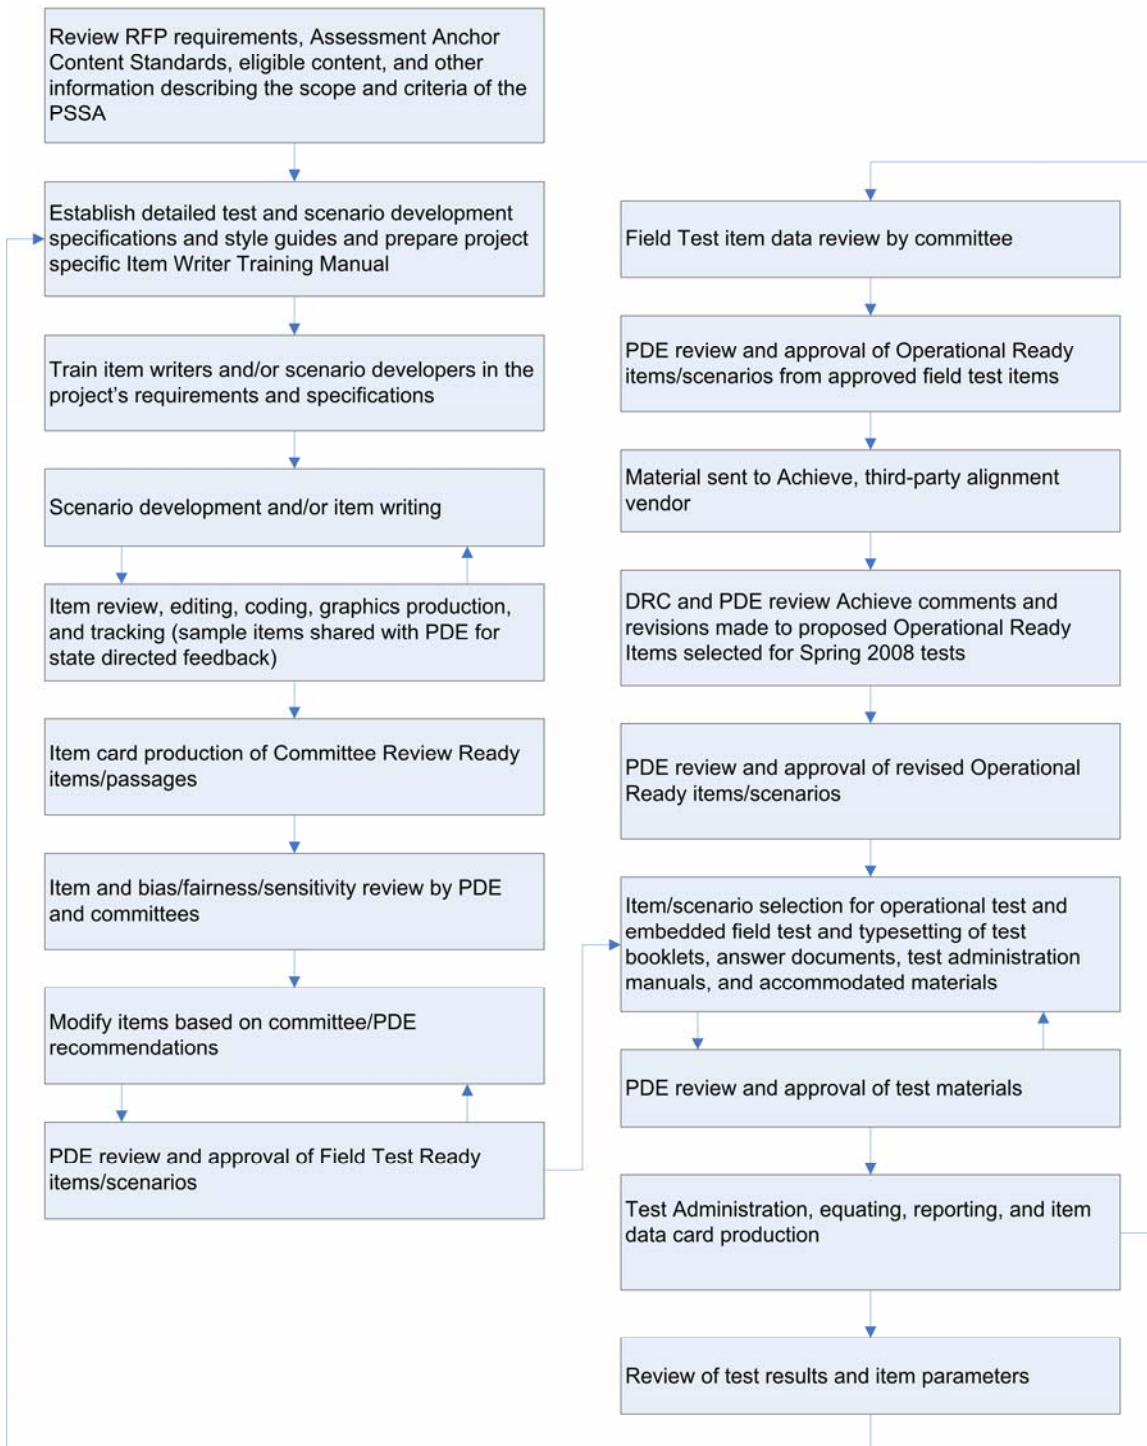 Review RFP requirements, Assessment Anchor
Content Standards, eligible content, and other
information describing the scope and criteria of the
PSSA
Establish detailed test and scenario development
specifications and style guides and prepare project
specific Item Writer Training Manual
Train item writers and/or scenario developers in the
project's requirements and specifications
Scenario development and/or item writing
Item review, editing, coding, graphics production,
and tracking (sample items shared with PDE for
state directed feedback)
Item card production of Committee Review Ready
items/passages
Item and bias/fairness/sensitivity review by PDE
and committees
Modify items based on committee/PDE
recommendations
PDE review and approval of Field Test Ready
items/scenarios
Field Test item data review by committee
PDE review and approval of Operational Ready
items/scenarios from approved field test items
Material sent to Achieve, third-party alignment
vendor
DRC and PDE review Achieve comments and
revisions made to proposed Operational Ready
Items selected for Spring 2008 tests
PDE review and approval of revised Operational
Ready items/scenarios
Item/scenario selection for operational test and
embedded field test and typesetting of test
booklets, answer documents, test administration
manuals, and accommodated materials
PDE review and approval of test materials
Test Administration, equating, reporting, and item
data card production
Review of test results and item parameters